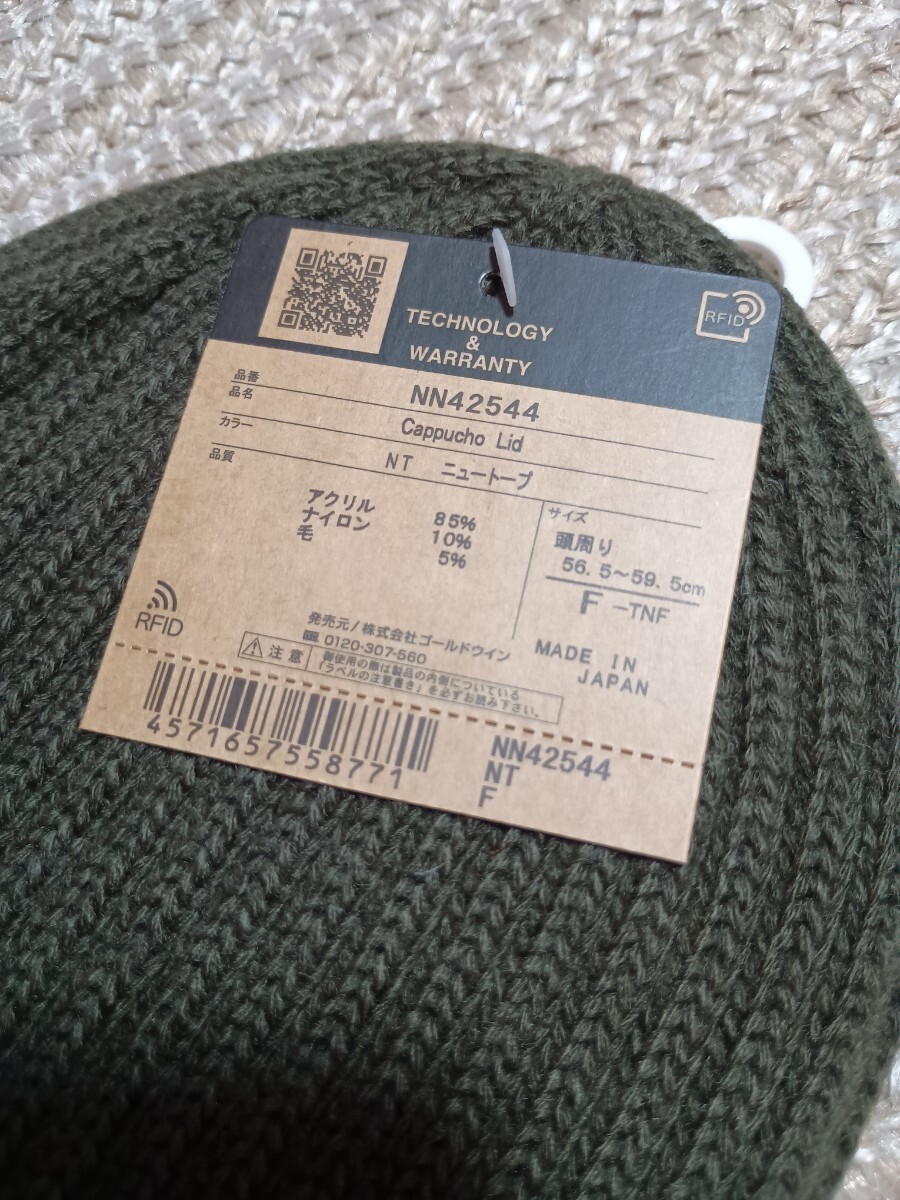 TECHNOLOGY
&
WARRANTY
RFID
品番 NN42544
品名 Cappucho Lid
カラー NT ニュートープ
品質
アクリル 85%
ナイロン 10%
毛 5%
サイズ
頭周り
56.5～59.5cm
F -TNF
RFID
発売元/株式会社ゴールドウイン
0120-307-560
MADE IN
JAPAN
注意
御使用の際は製品の内側についている
「ラベルの注意書き」を必ずお読み下さい。
4571657558771
NN42544
NT
F